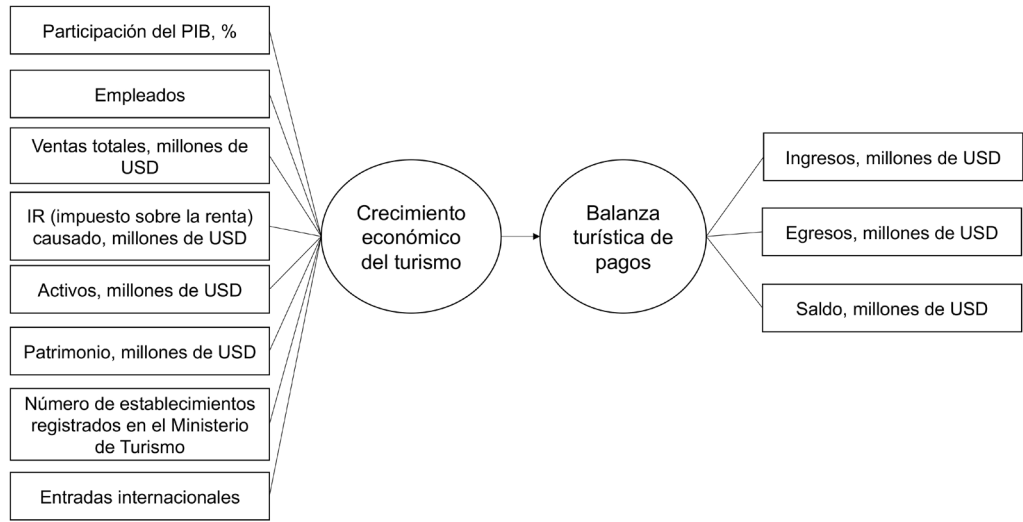 Participación del PIB, %
Empleados
Ventas totales, millones de
USD
IR (impuesto sobre la renta)
causado, millones de USD
Activos, millones de USD
Patrimonio, millones de USD
Número de establecimientos
registrados en el Ministerio
de Turismo
Entradas internacionales
Crecimiento
económico
del turismo
Balanza
turística de
pagos
Ingresos, millones de USD
Egresos, millones de USD
Saldo, millones de USD